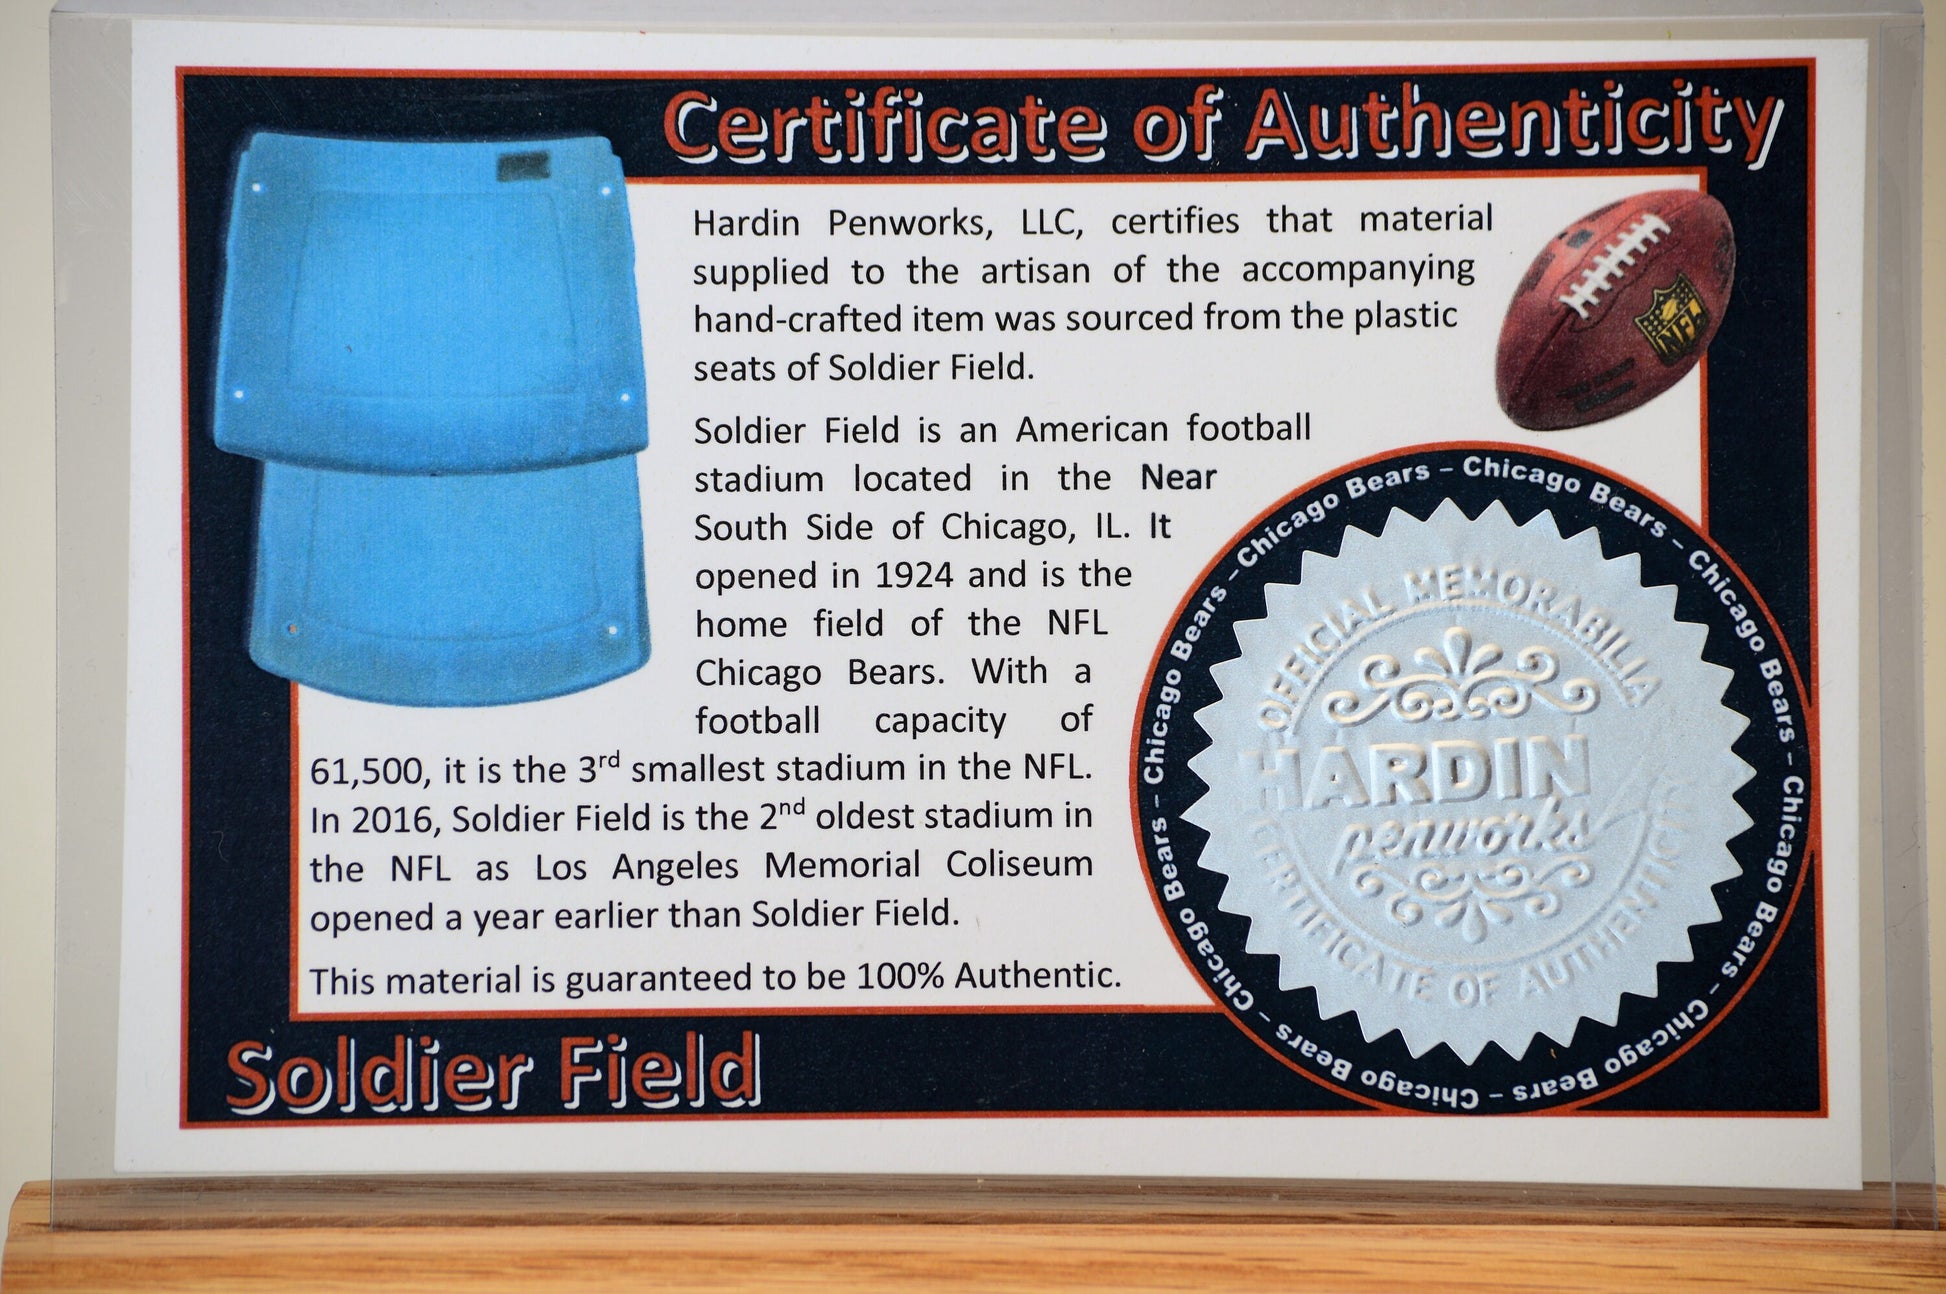 Certificate of Authenticity
Hardin Penworks, LLC, certifies that material
supplied to the artisan of the accompanying
hand-crafted item was sourced from the plastic
seats of Soldier Field.
Soldier Field is an American football
stadium located in the Near
South Side of Chicago, IL. It
opened in 1924 and is the
home field of the NFL
Chicago Bears. With a
football capacity of
61,500, it is the 3rd smallest stadium in the NFL.
In 2016, Soldier Field is the 2nd oldest stadium in
the NFL as Los Angeles Memorial Coliseum
opened a year earlier than Soldier Field.
This material is guaranteed to be 100% Authentic.
Soldier Field
NFL
Chicago Bears – Chicago Bears – Chicago Bears – Chicago Bears – Chicago Bears – Chicago Bears – Chicago Bears – Chicago Bears –
OFFICIAL MEMORABILIA
HARDIN
penworks
CERTIFICATE OF AUTHENTICITY